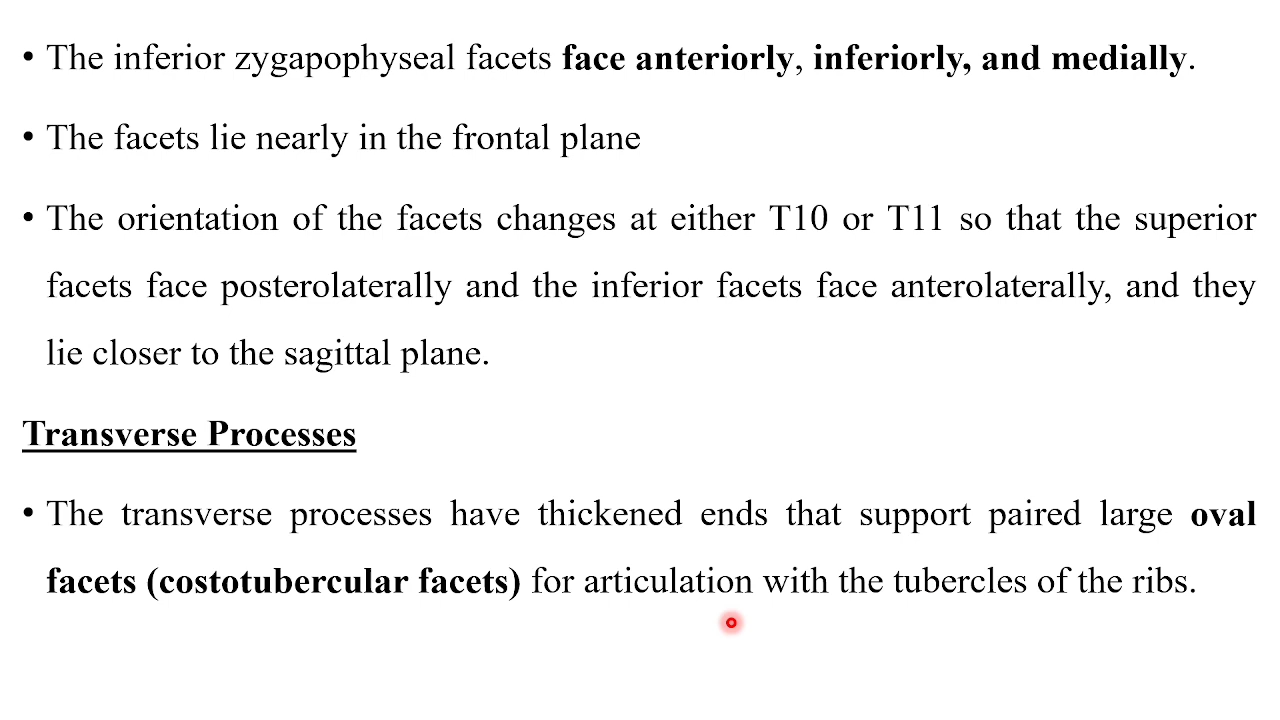 • The inferior zygapophyseal facets face anteriorly, inferiorly, and medially.
• The facets lie nearly in the frontal plane
• The orientation of the facets changes at either T10 or T11 so that the superior
facets face posterolaterally and the inferior facets face anterolaterally, and they
lie closer to the sagittal plane.
Transverse Processes
• The transverse processes have thickened ends that support paired large oval
facets (costotubercular facets) for articulation with the tubercles of the ribs.